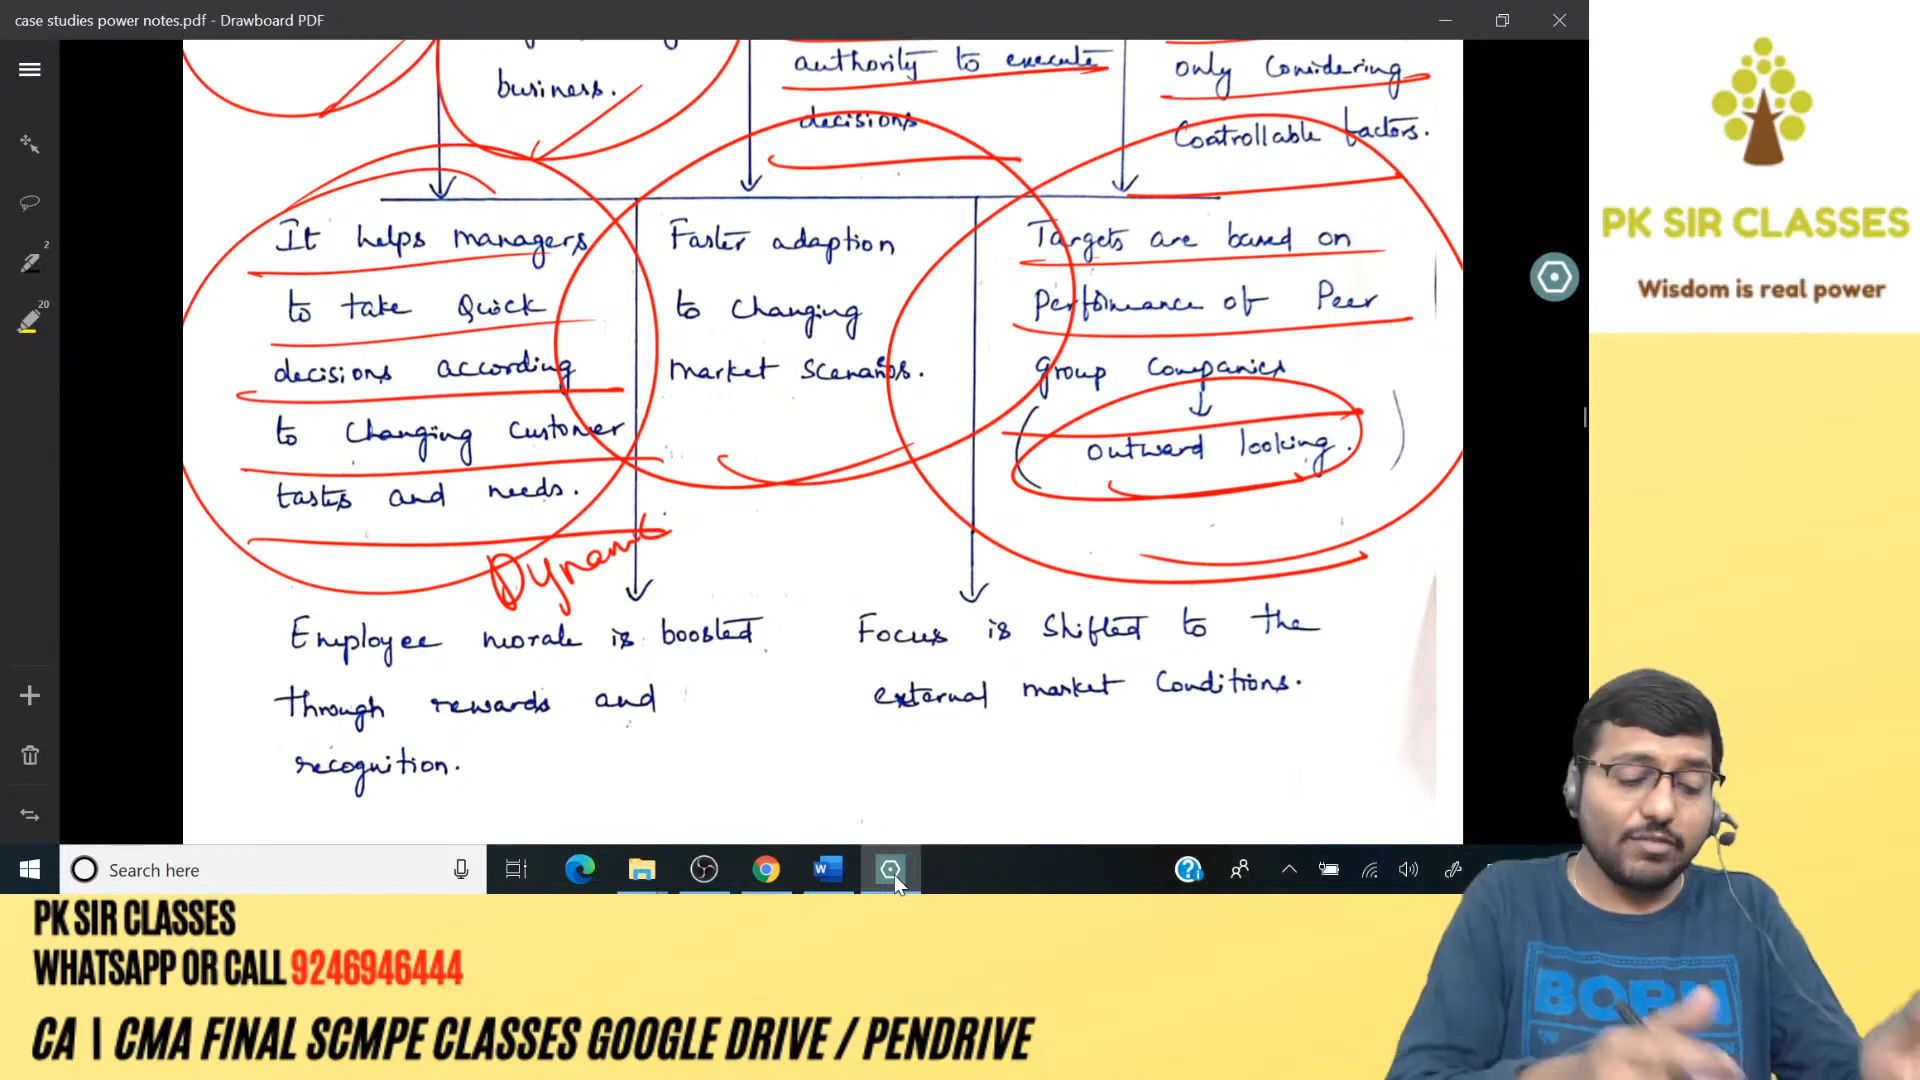 case studies power notes.pdf - Drawboard PDF
business.
authority to execute
decisions.
only Considering
Controllable factors.
It helps managers
to take Quick
decisions according
to Changing Customer
tastes and needs.
Faster adaption
to Changing
market Scenarios.
Targets are based on
performance of Peer
group Companies
( Outward looking. )
Dynamic
Employee morale is boosted
through rewards and
recognition.
Focus is Shifted to the
external market Conditions.
2
20
Search here
PK SIR CLASSES
Wisdom is real power
BORN
PK SIR CLASSES
WHATSAPP OR CALL 9246946444
CA \ CMA FINAL SCMPE CLASSES GOOGLE DRIVE / PENDRIVE